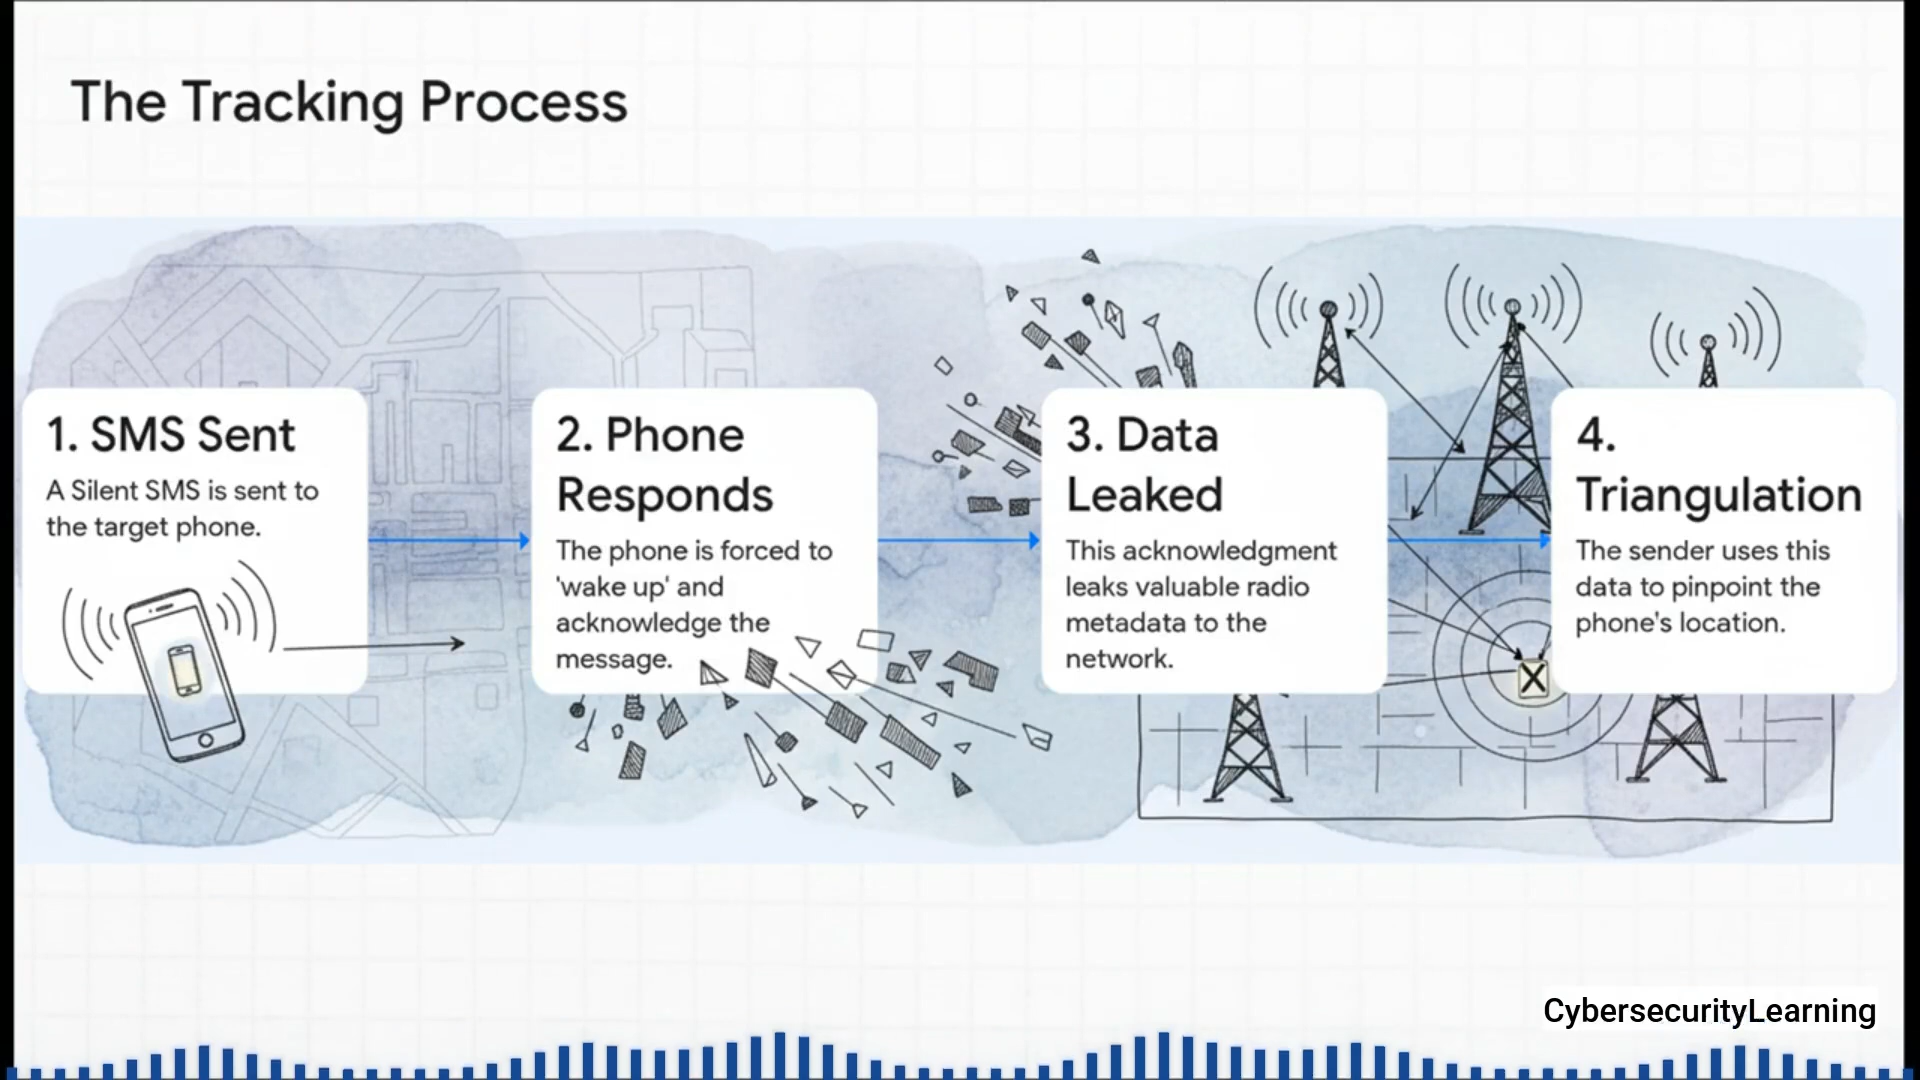 The Tracking Process
1. SMS Sent
A Silent SMS is sent to
the target phone.
2. Phone
Responds
The phone is forced to
'wake up' and
acknowledge the
message.
3. Data
Leaked
This acknowledgment
leaks valuable radio
metadata to the
network.
4.
Triangulation
The sender uses this
data to pinpoint the
phone's location.
X
CybersecurityLearning